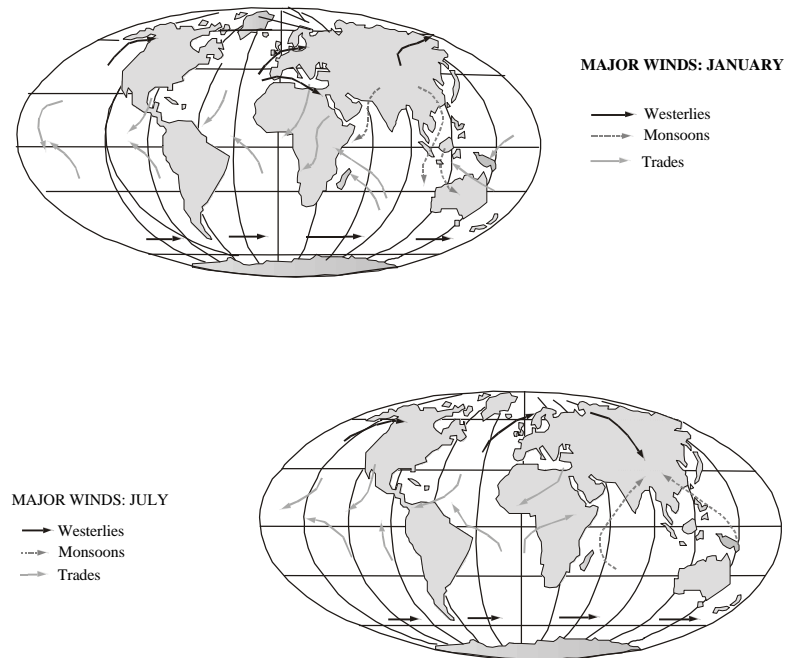 MAJOR WINDS: JANUARY
Westerlies
Monsoons
Trades
MAJOR WINDS: JULY
Westerlies
Monsoons
Trades